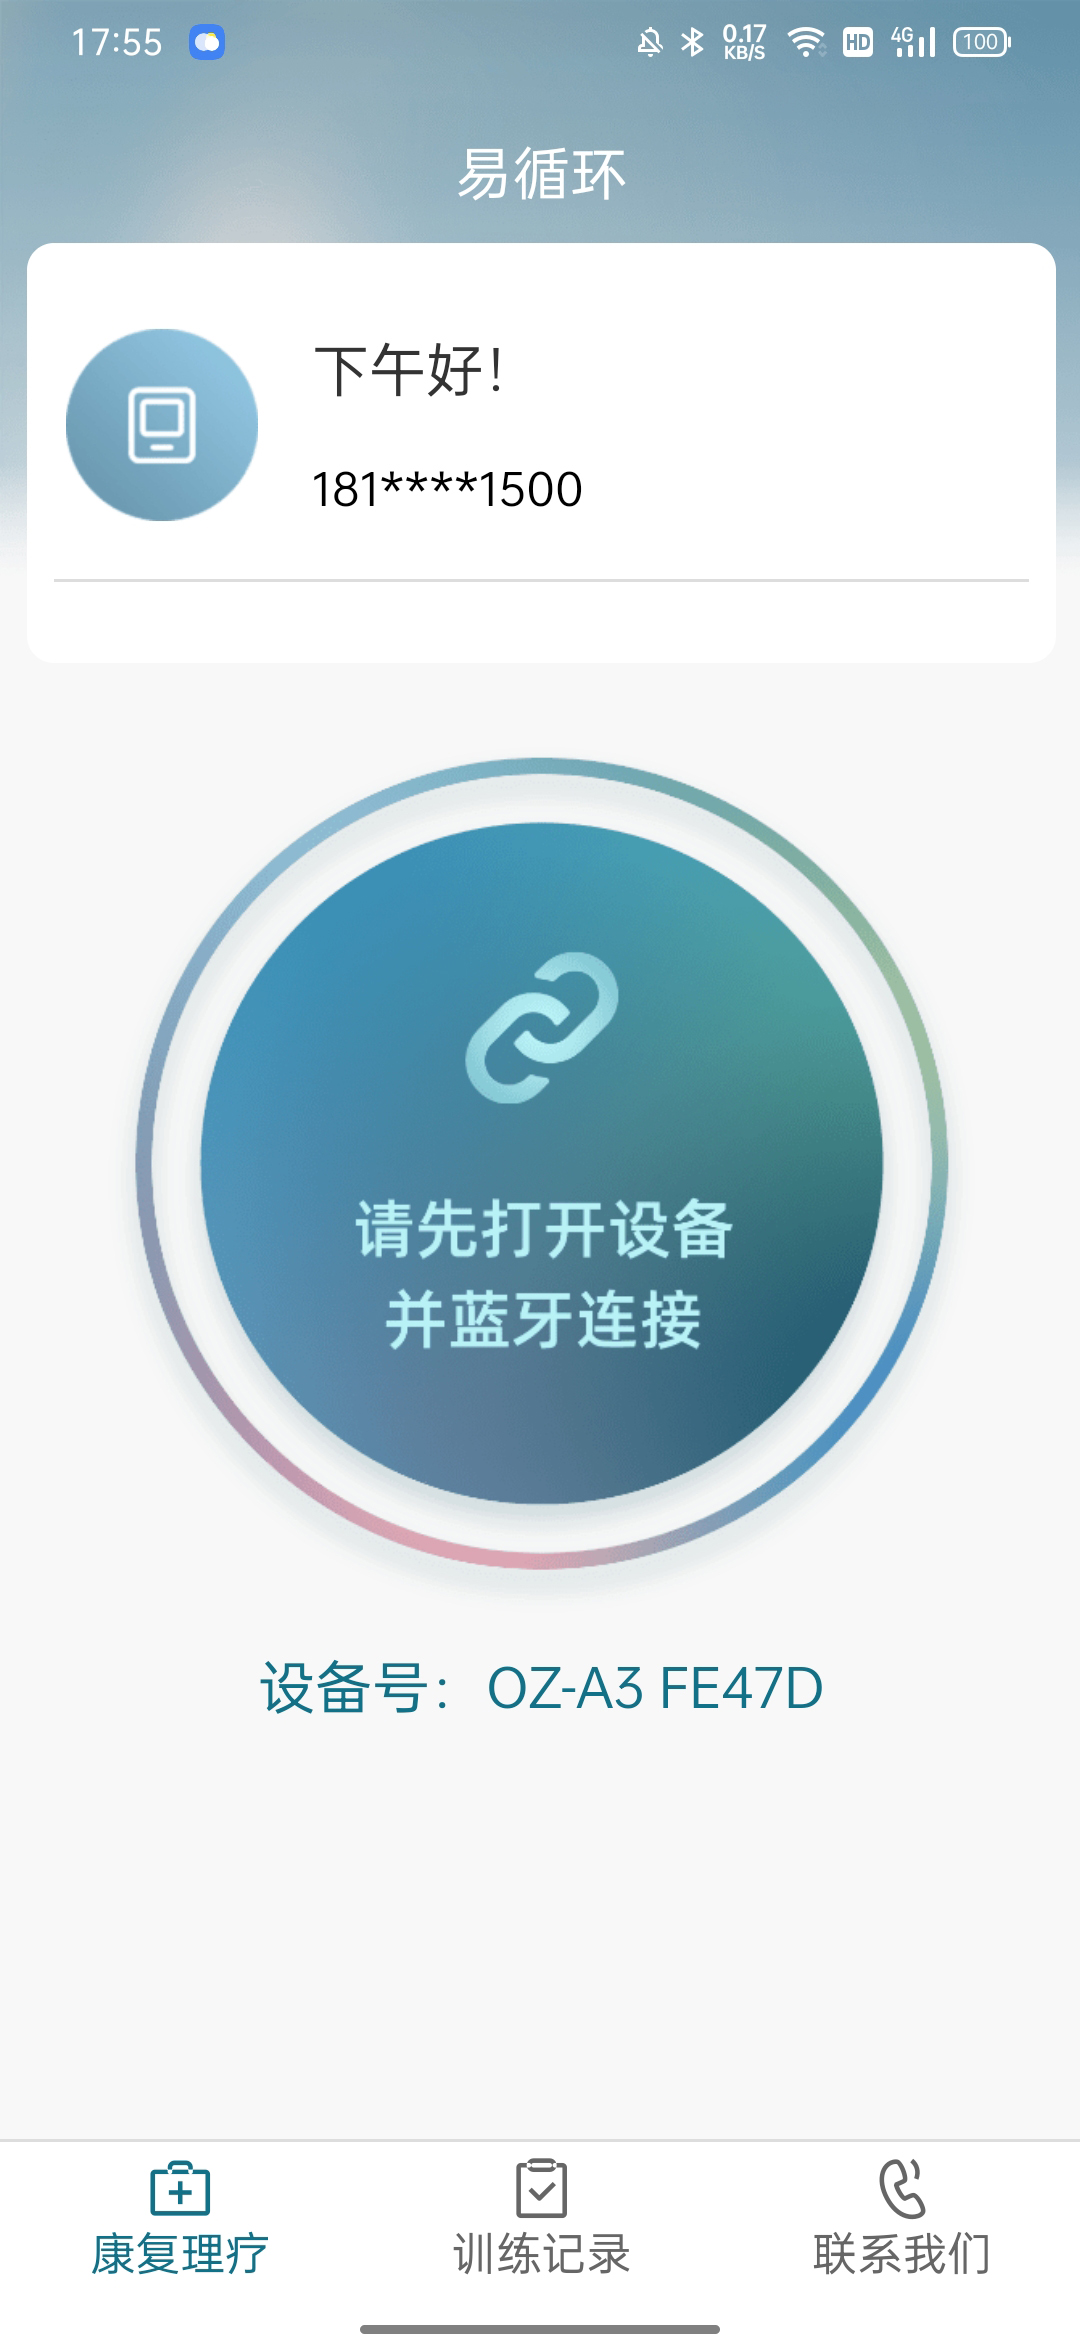 17:55
0.17
KB/S
HD
4G
100
易循环
下午好！
181****1500
请先打开设备
并蓝牙连接
设备号：OZ-A3 FE47D
康复理疗
训练记录
联系我们